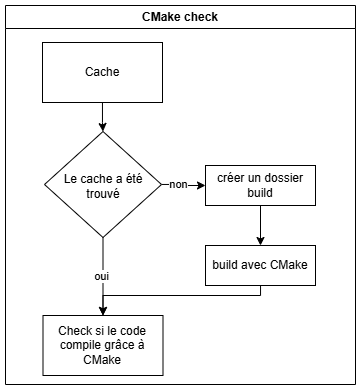 CMake check
Cache
Le cache a été
trouvé
non
créer un dossier
build
build avec CMake
oui
Check si le code
compile grâce à
CMake